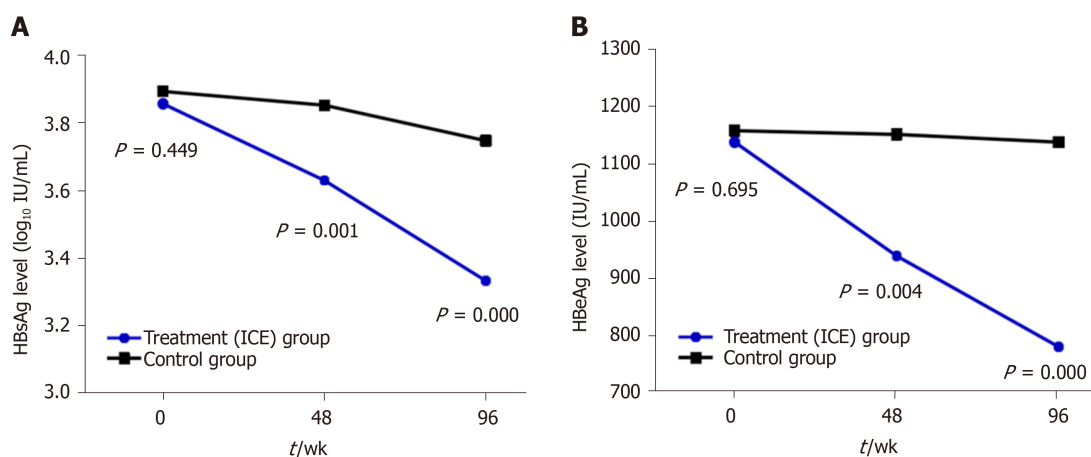 A
HBsAg level (log₁₀ IU/mL)
4.0
3.8
3.6
3.4
3.2
3.0
P = 0.449
P = 0.001
P = 0.000
Treatment (ICE) group
Control group
0
48
96
t/wk
B
HBeAg level (IU/mL)
1300
1200
1100
1000
900
800
700
P = 0.695
P = 0.004
P = 0.000
Treatment (ICE) group
Control group
0
48
96
t/wk